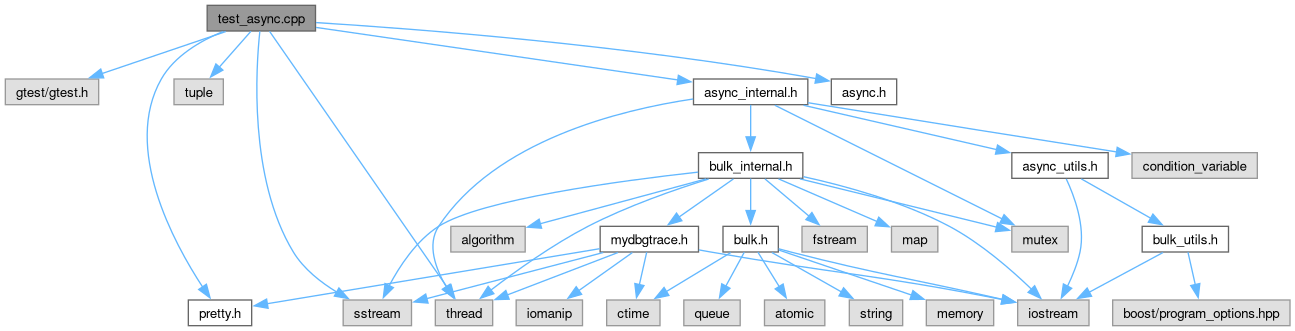 test_async.cpp
gtest/gtest.h
tuple
async_internal.h
async.h
bulk_internal.h
async_utils.h
condition_variable
algorithm
mydbgtrace.h
bulk.h
fstream
map
mutex
bulk_utils.h
pretty.h
sstream
thread
iomanip
ctime
queue
atomic
string
memory
iostream
boost/program_options.hpp